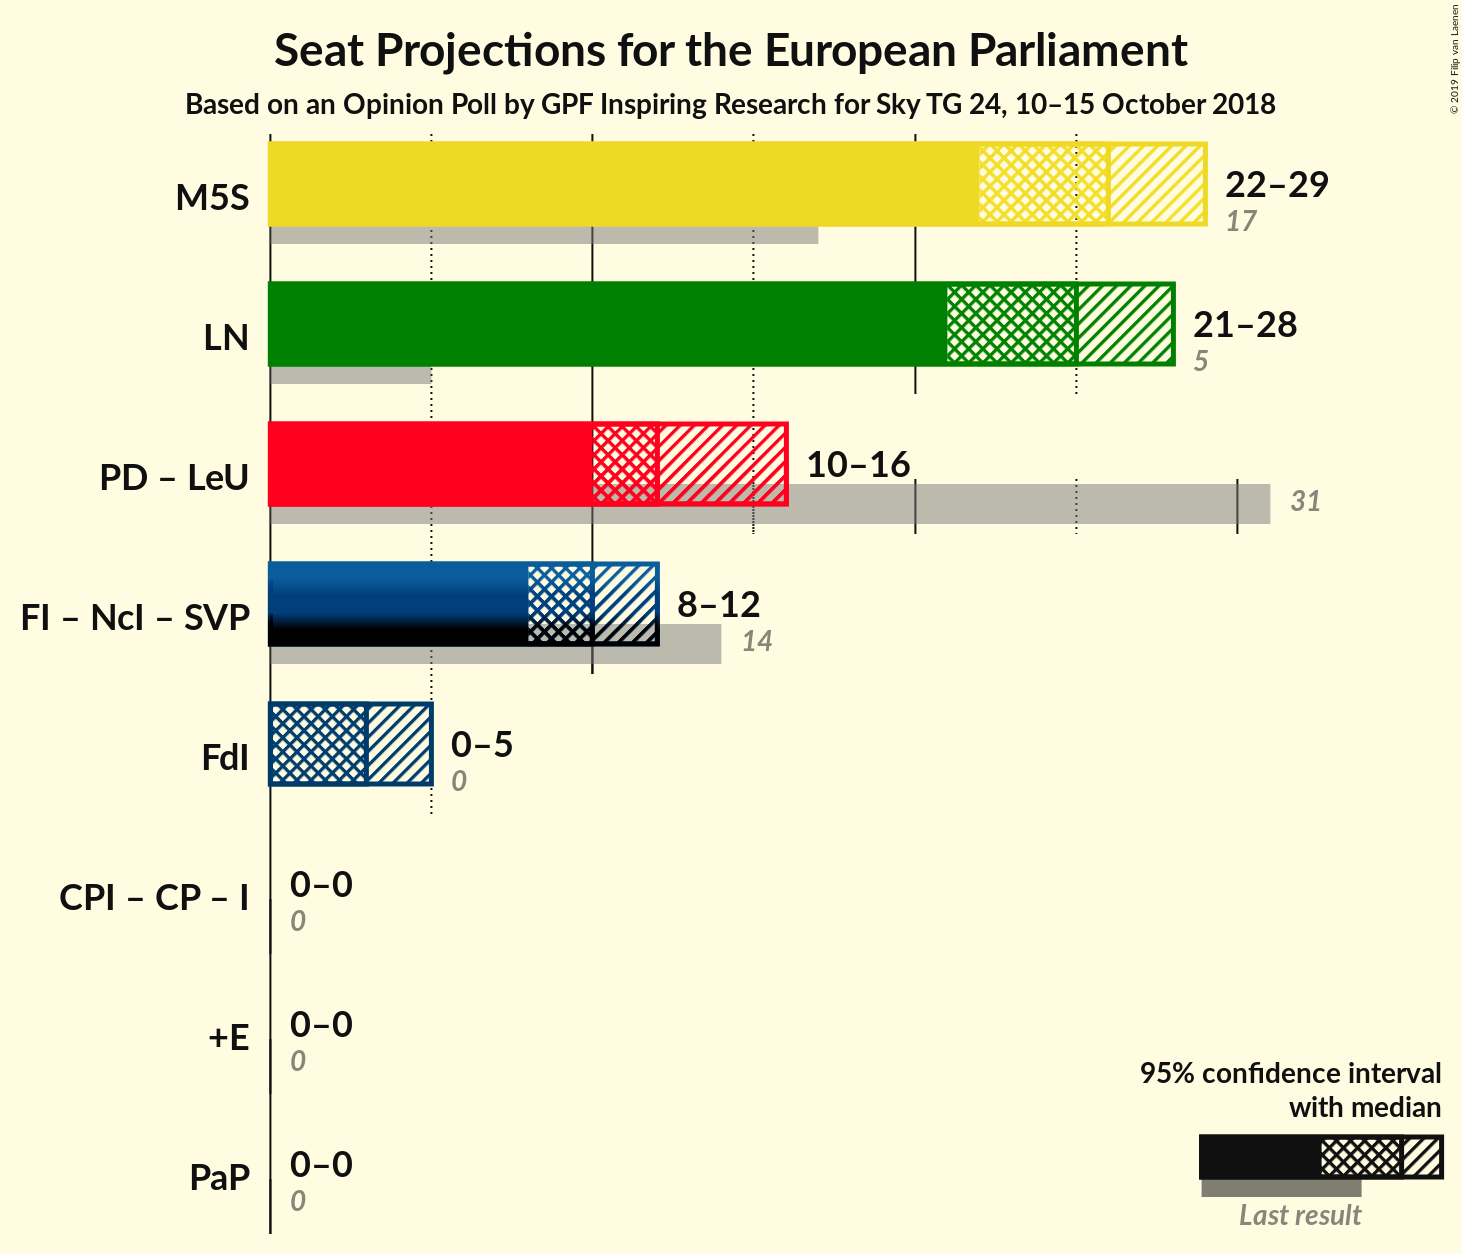 Seat Projections for the European Parliament
Based on an Opinion Poll by GPF Inspiring Research for Sky TG 24, 10–15 October 2018
© 2019 Filip van Laenen
M5S
22–29
17
LN
21–28
5
PD – LeU
10–16
31
FI – NcI – SVP
8–12
14
FdI
0–5
0
CPI – CP – I
0–0
0
+E
0–0
0
PaP
0–0
0
95% confidence interval
with median
Last result